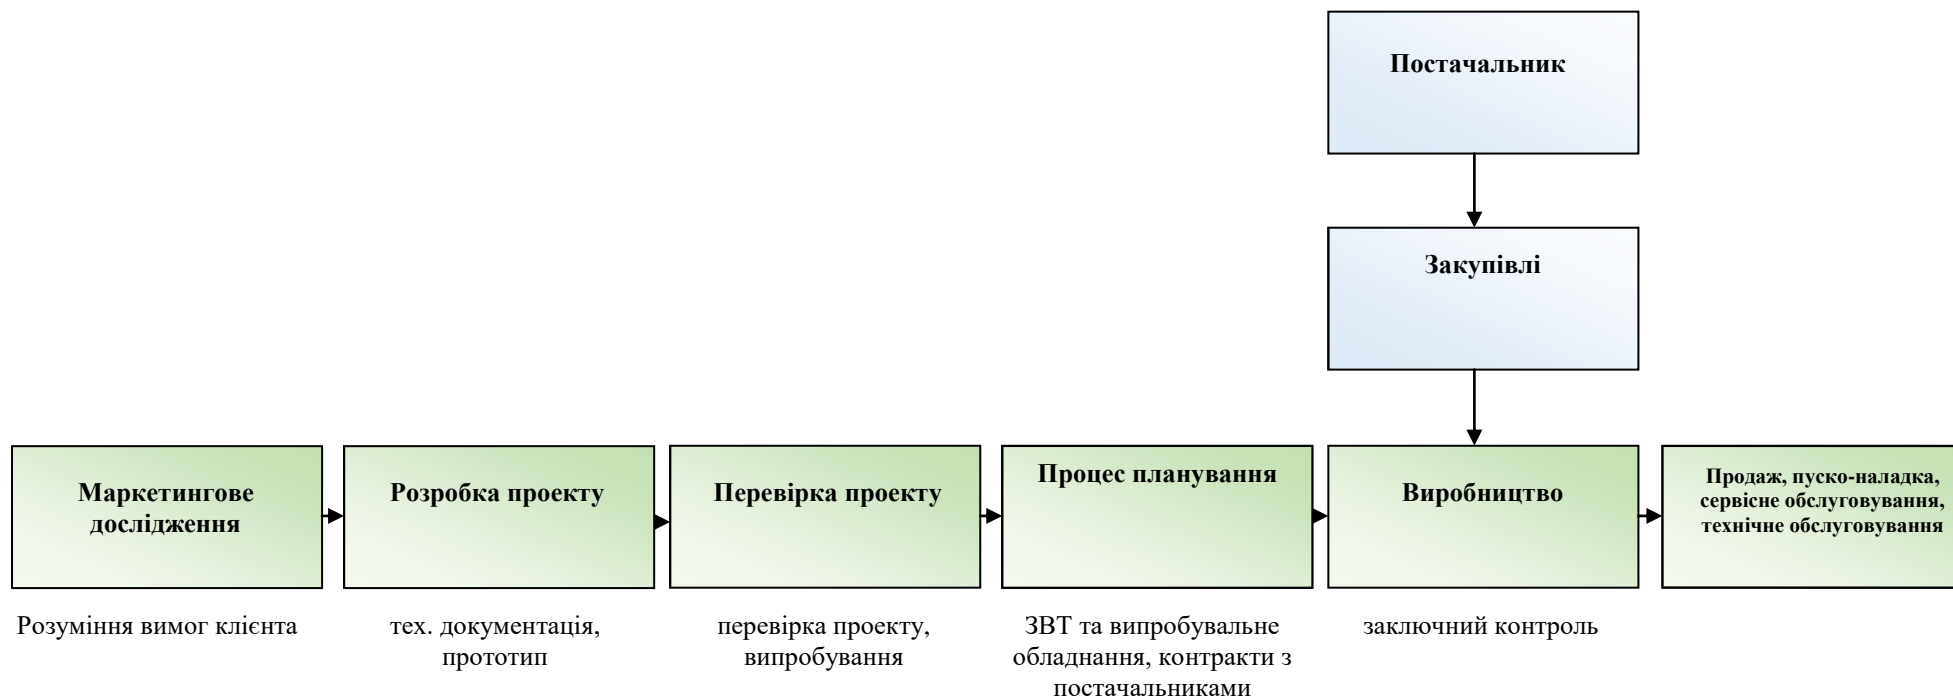 Постачальник
Закупівлі
Маркетингове
дослідження
Розробка проекту
Перевірка проекту
Процес планування
Виробництво
Продаж, пуско-наладка,
сервісне обслуговування,
технічне обслуговування
Розуміння вимог клієнта
тех. документація,
прототип
перевірка проекту,
випробування
ЗВТ та випробувальне
обладнання, контракти з
постачальниками
заключний контроль